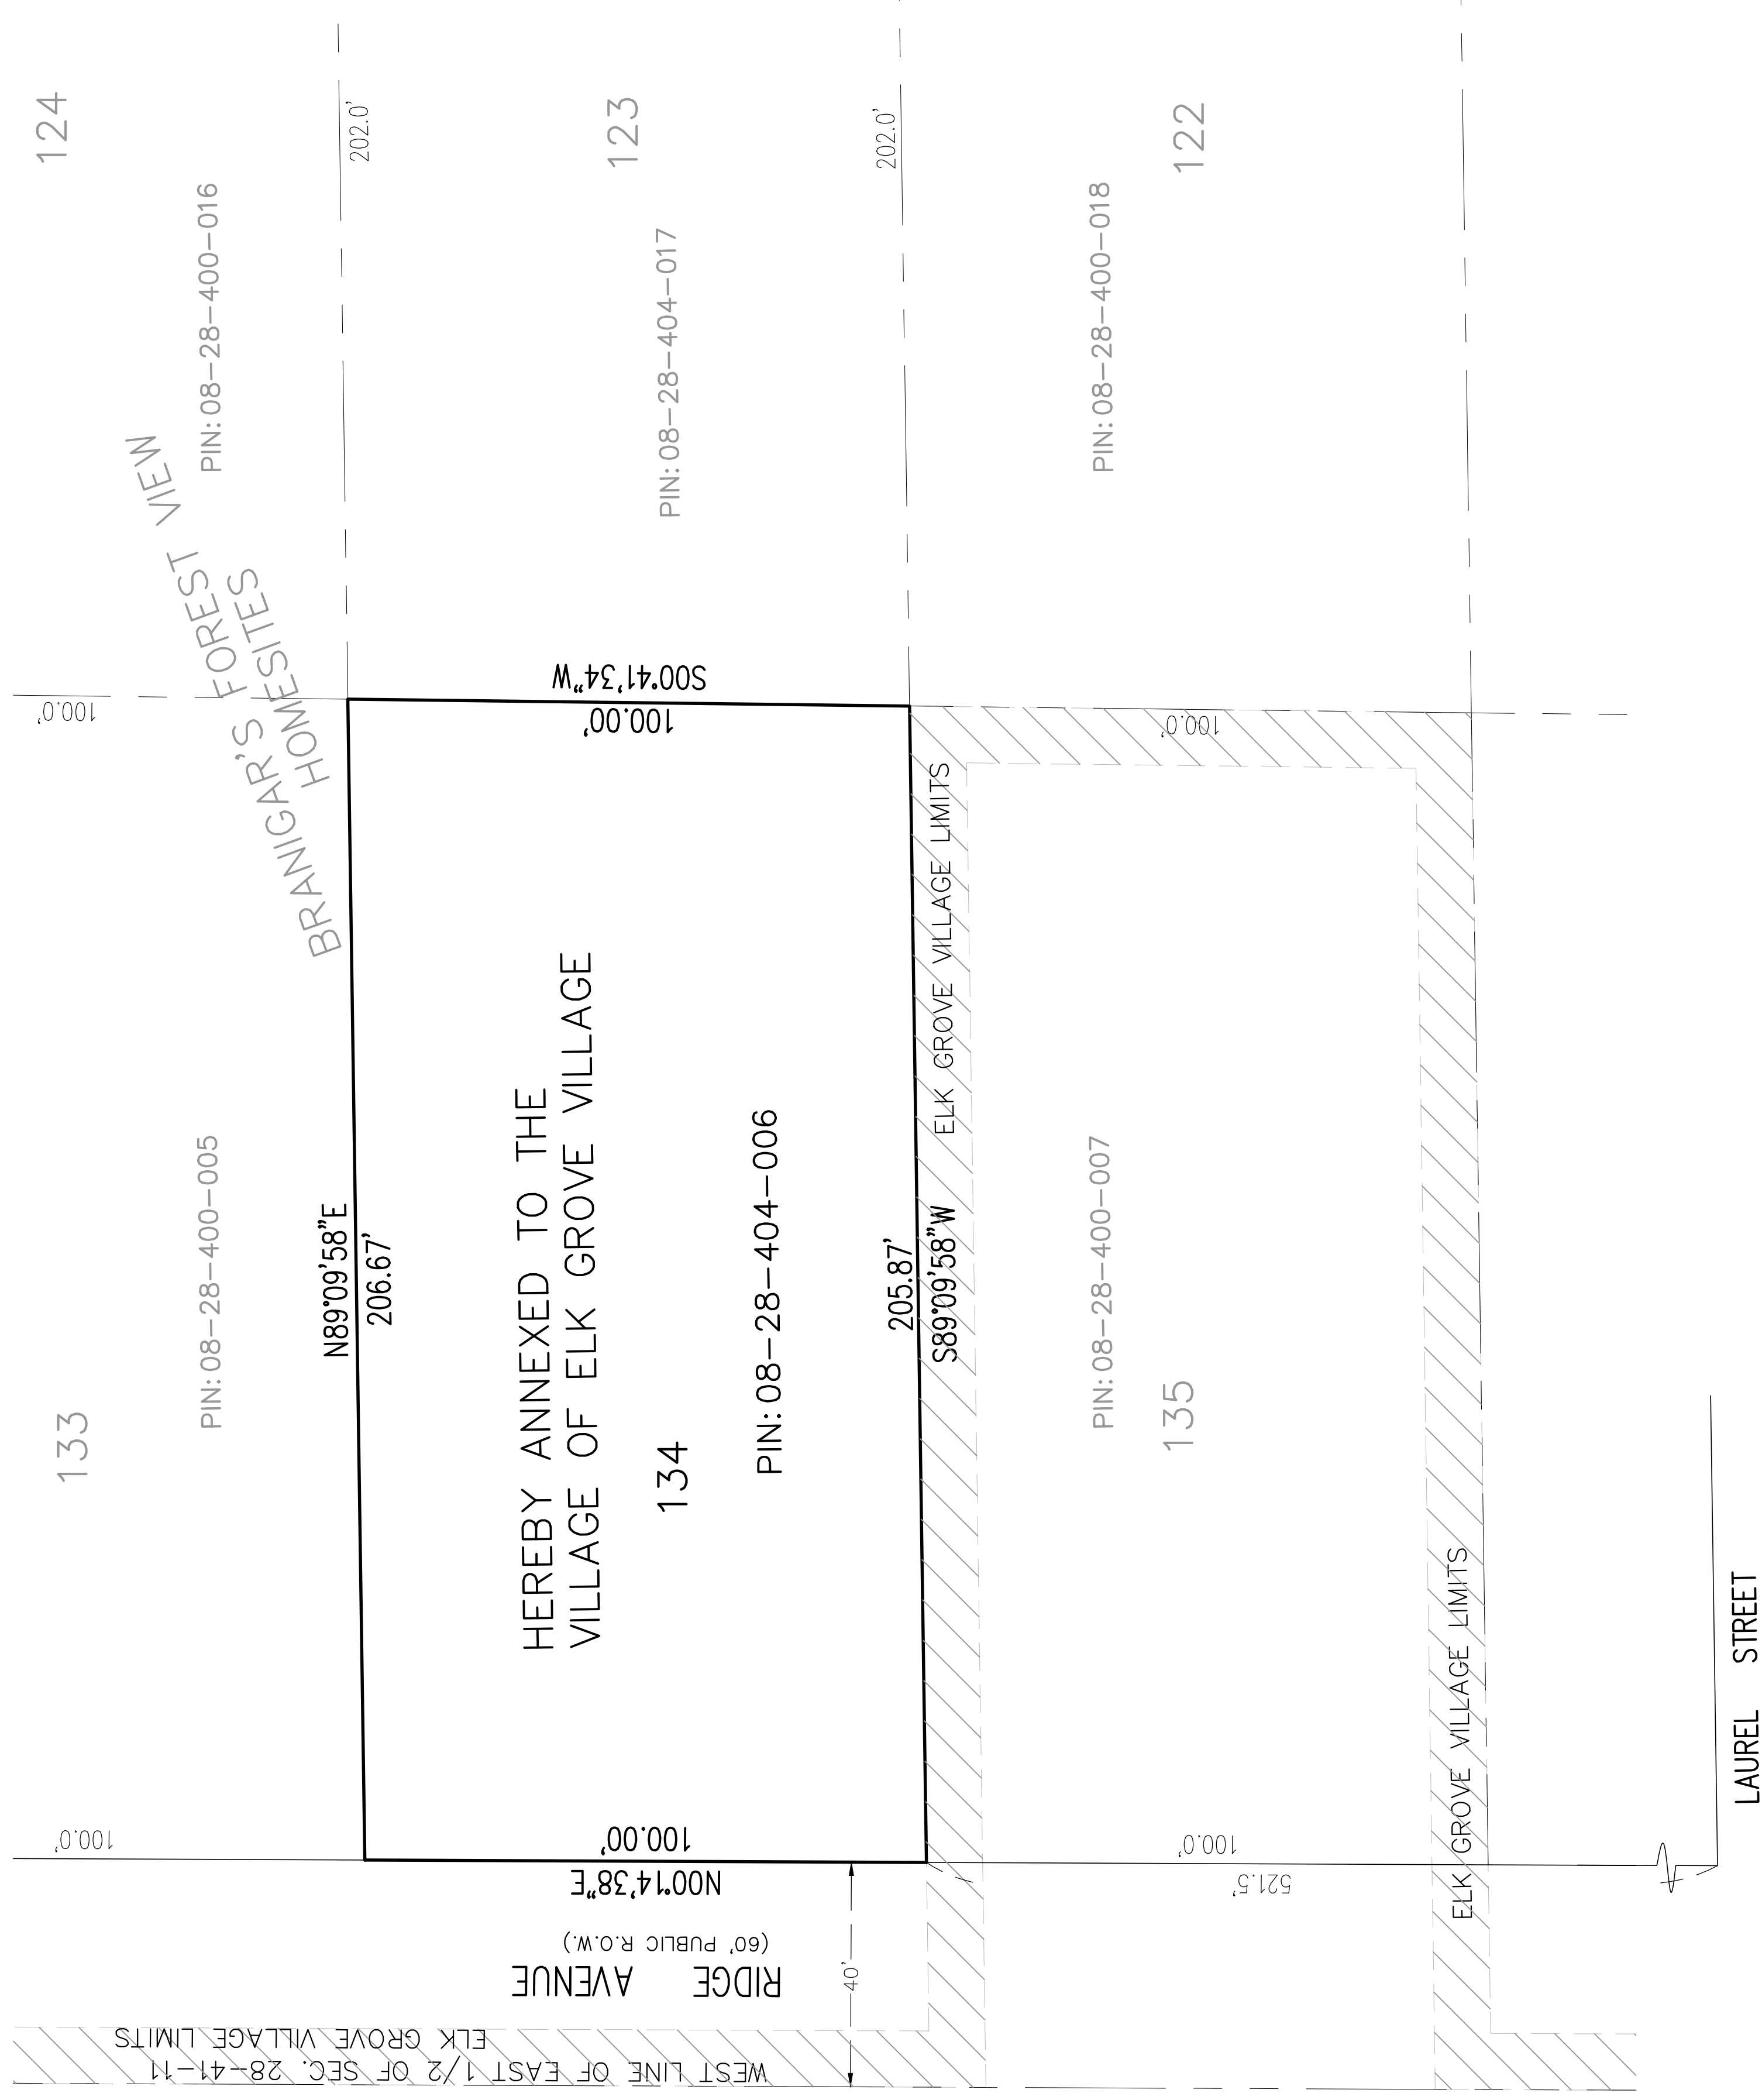 124
PIN: 08-28-400-016
202.0'
123
PIN: 08-28-404-017
202.0'
122
PIN: 08-28-400-018
BRANIGAR'S FOREST VIEW
HOMESITES
100.0'
S00°41'34"W
100.00'
100.0'
133
PIN: 08-28-400-005
N89°09'58"E
206.67'
HEREBY ANNEXED TO THE
VILLAGE OF ELK GROVE VILLAGE
134
PIN: 08-28-404-006
205.87'
S89°09'58"W
ELK GROVE VILLAGE LIMITS
PIN: 08-28-400-007
135
ELK GROVE VILLAGE LIMITS
100.0'
100.00'
N00°14'38"E
100.0'
521.5'
RIDGE AVENUE
(60' PUBLIC R.O.W.)
40'
ELK GROVE VILLAGE LIMITS
WEST LINE OF EAST 1/2 OF SEC. 28-41-11
LAUREL STREET